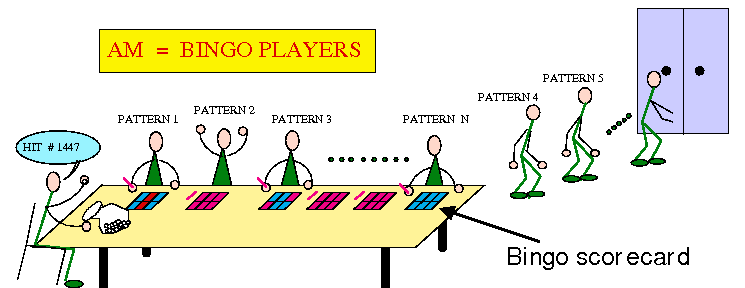 AM = BINGO PLAYERS
PATTERN 1
PATTERN 2
PATTERN 3
PATTERN N
PATTERN 4
PATTERN 5
HIT # 1447
Bingo scorecard